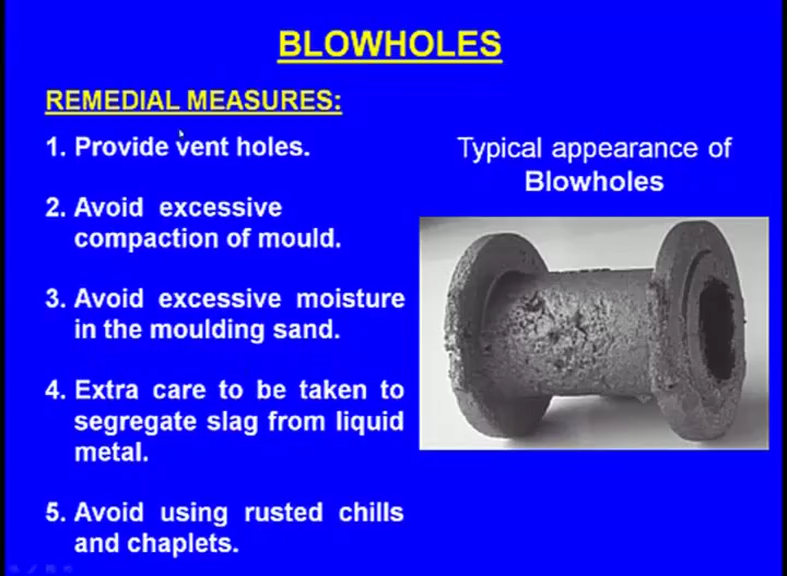 BLOWHOLES
REMEDIAL MEASURES:
1. Provide vent holes.
2. Avoid excessive
compaction of mould.
3. Avoid excessive moisture
in the moulding sand.
4. Extra care to be taken to
segregate slag from liquid
metal.
5. Avoid using rusted chills
and chaplets.
Typical appearance of
Blowholes